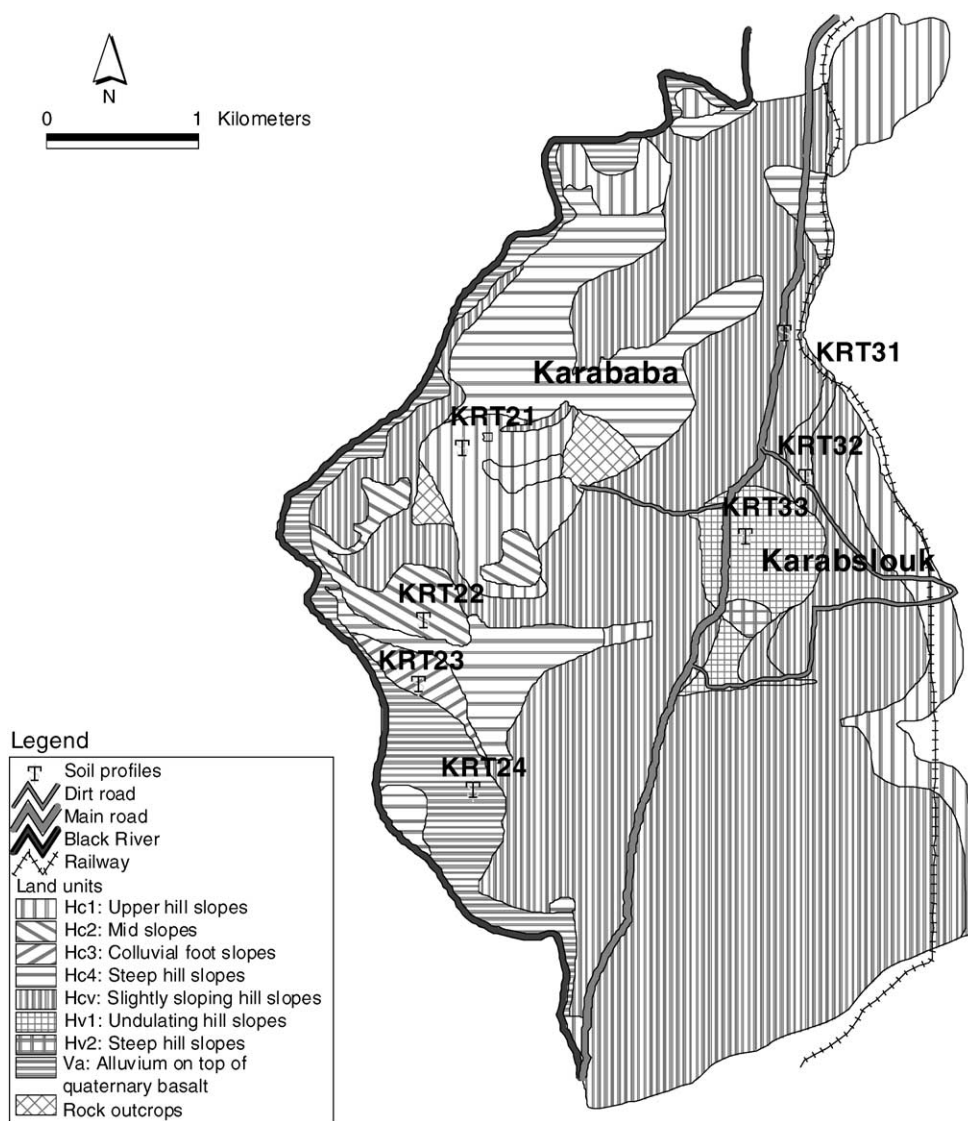 N
0 1 Kilometers
KRT31
Karababa
KRT21
KRT32
KRT33
Karabslouk
KRT22
KRT23
KRT24
Legend
Soil profiles
Dirt road
Main road
Black River
Railway
Land units
Hc1: Upper hill slopes
Hc2: Mid slopes
Hc3: Colluvial foot slopes
Hc4: Steep hill slopes
Hcv: Slightly sloping hill slopes
Hv1: Undulating hill slopes
Hv2: Steep hill slopes
Va: Alluvium on top of
quaternary basalt
Rock outcrops